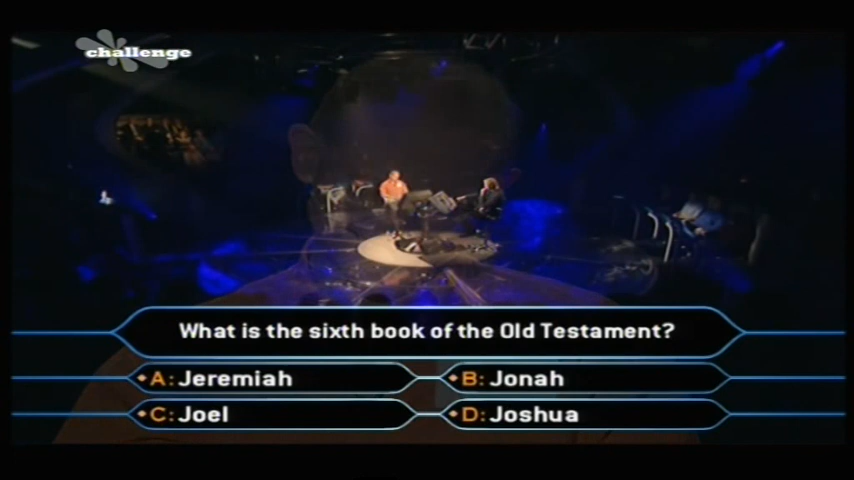 challenge
What is the sixth book of the Old Testament?
A: Jeremiah
B: Jonah
C: Joel
D: Joshua